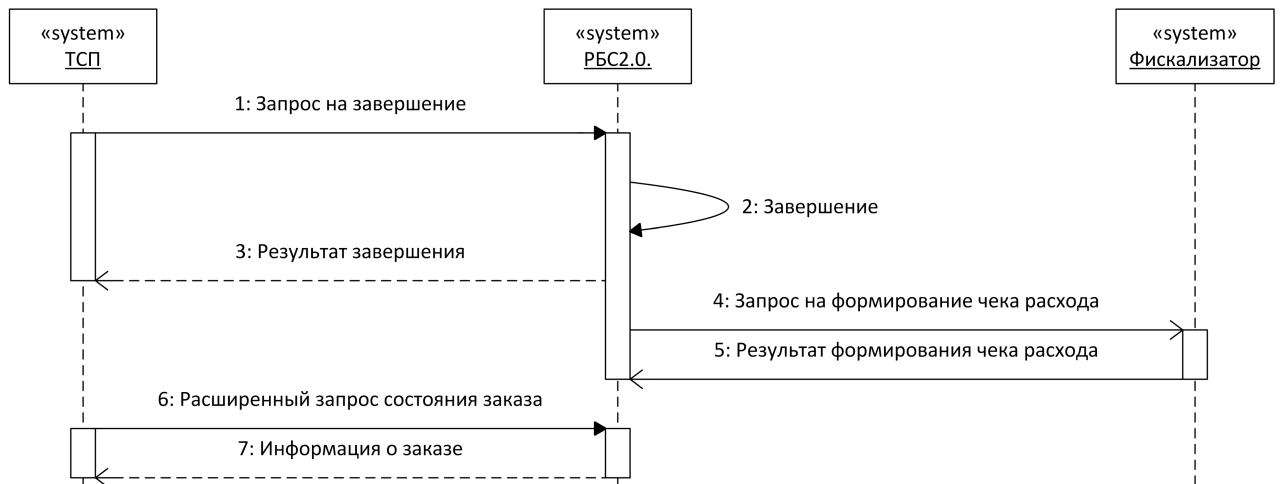 «system»
ТСП
«system»
РБС2.0.
«system»
Фискализатор
1: Запрос на завершение
2: Завершение
3: Результат завершения
4: Запрос на формирование чека расхода
5: Результат формирования чека расхода
6: Расширенный запрос состояния заказа
7: Информация о заказе